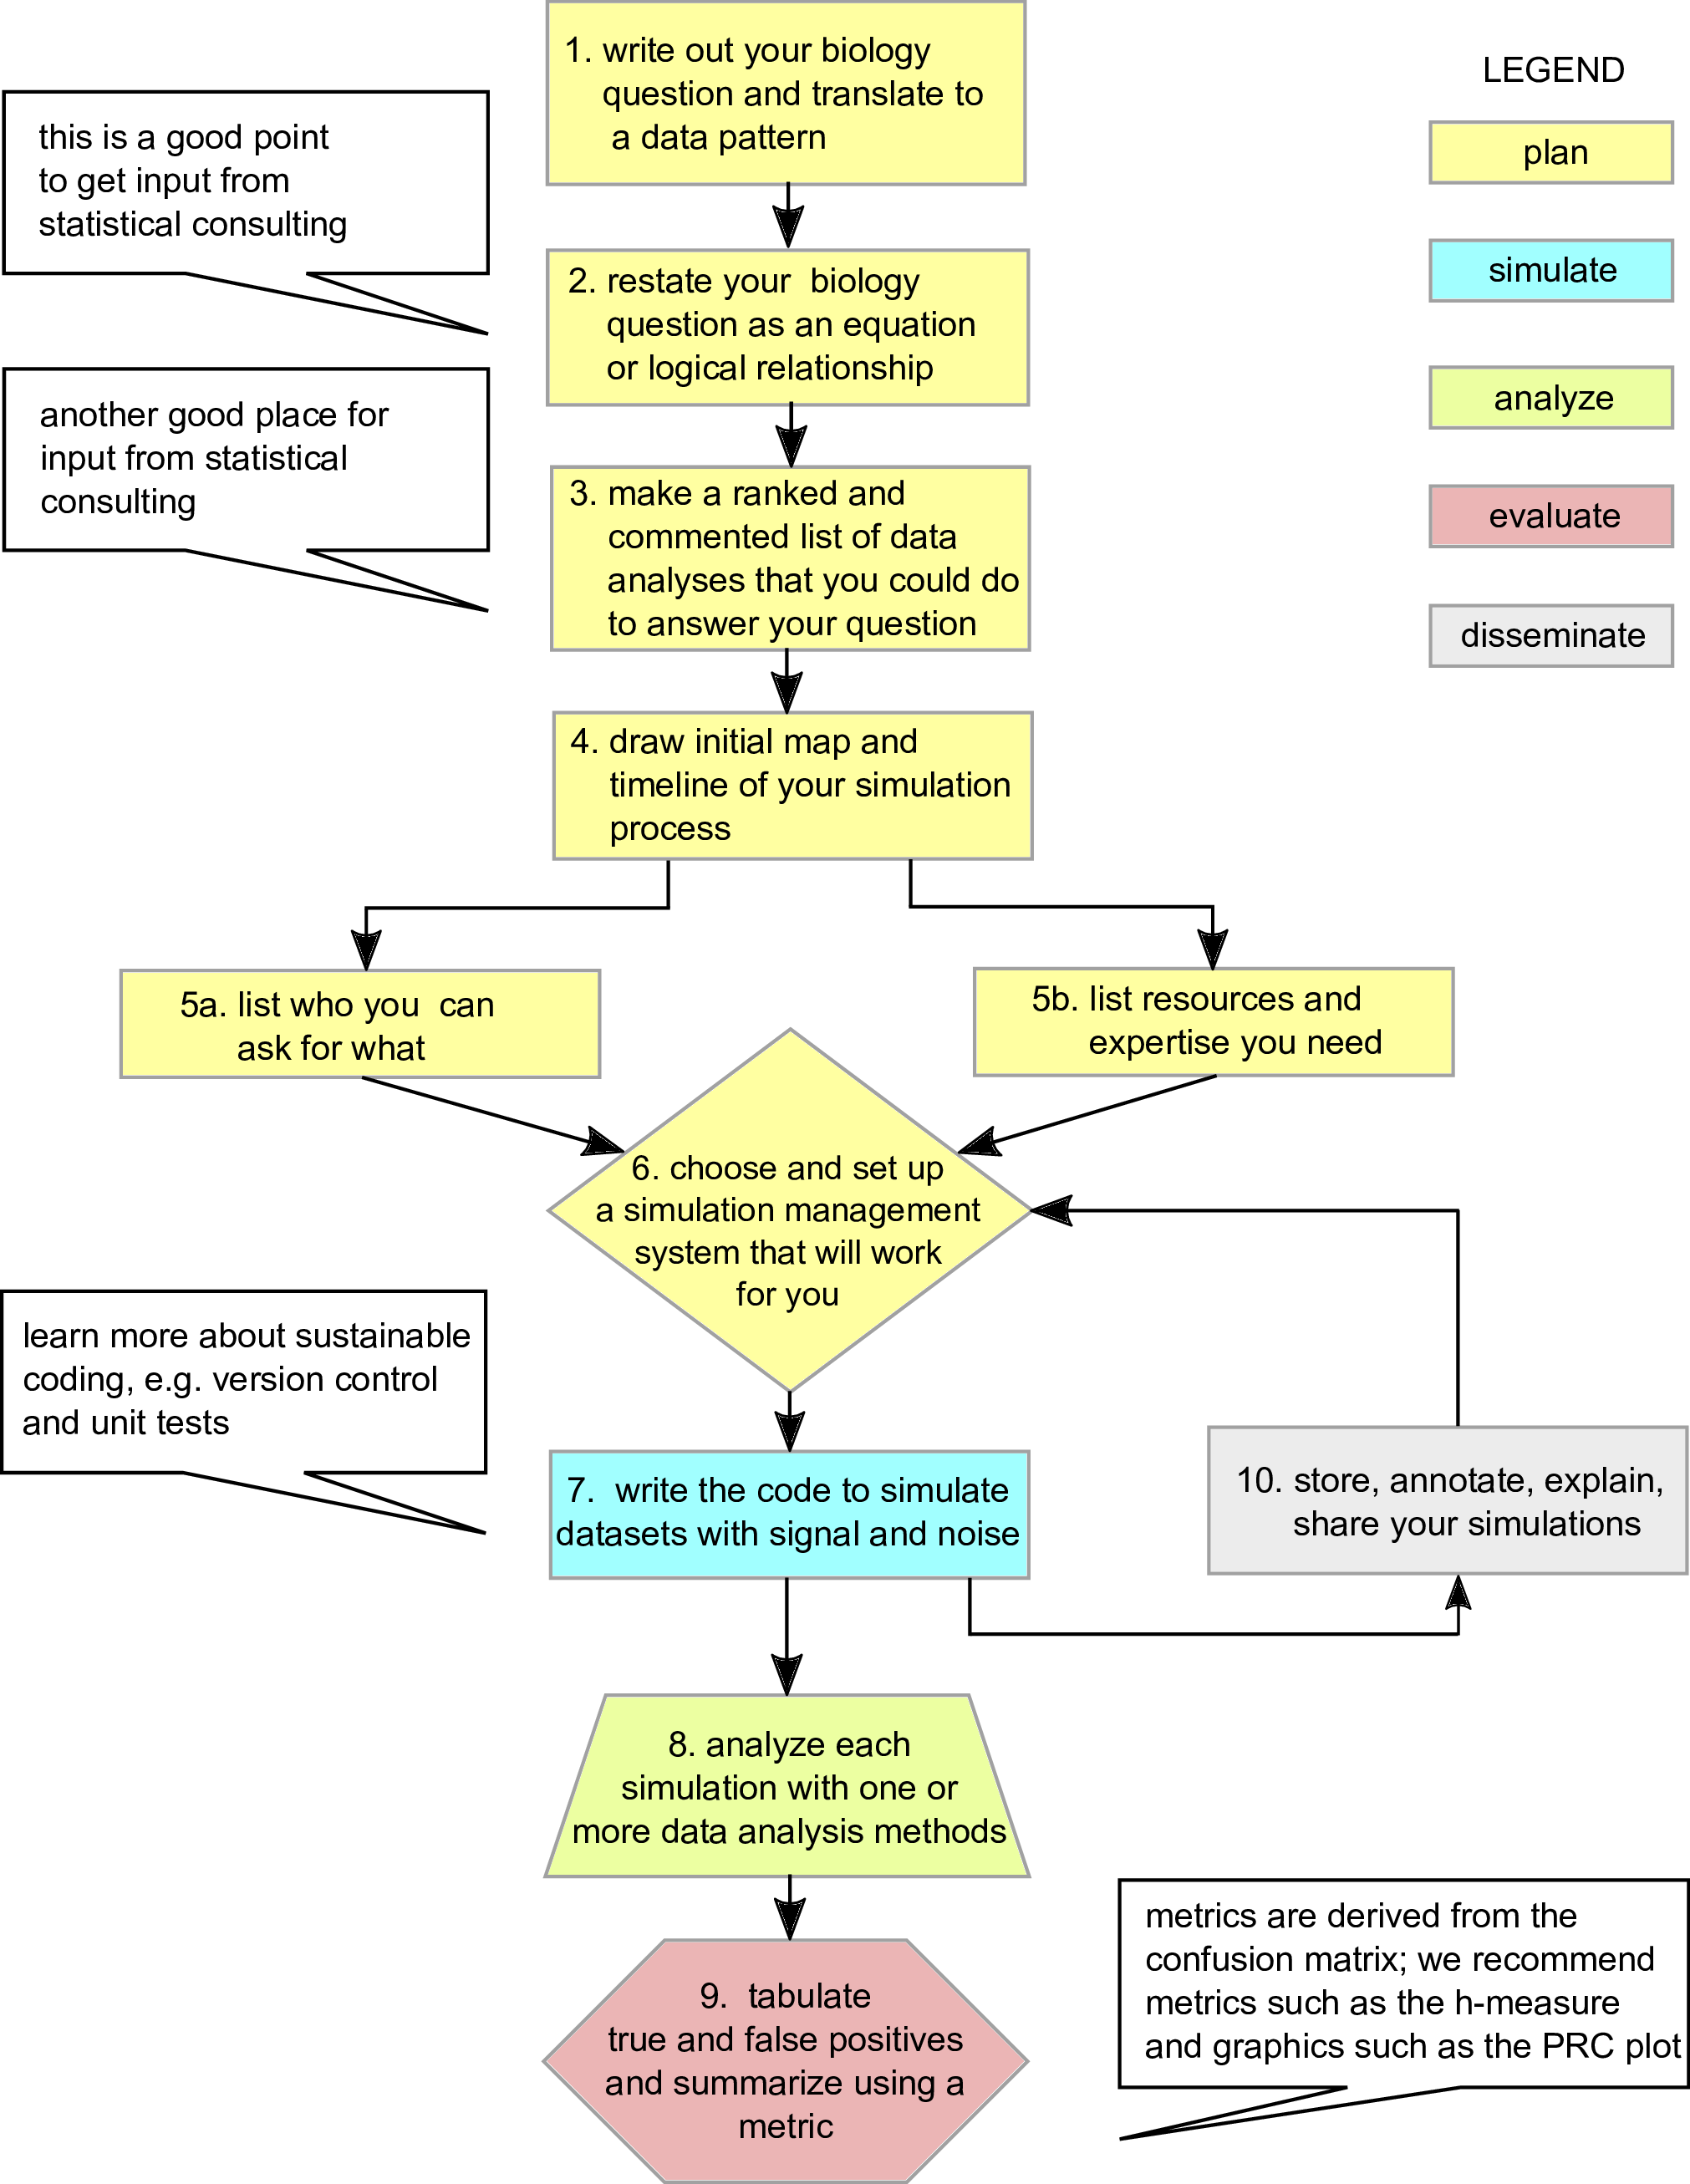 1. write out your biology
question and translate to
a data pattern
LEGEND
plan
simulate
analyze
evaluate
disseminate
this is a good point
to get input from
statistical consulting
2. restate your biology
question as an equation
or logical relationship
another good place for
input from statistical
consulting
3. make a ranked and
commented list of data
analyses that you could do
to answer your question
4. draw initial map and
timeline of your simulation
process
5a. list who you can
ask for what
5b. list resources and
expertise you need
6. choose and set up
a simulation management
system that will work
for you
learn more about sustainable
coding, e.g. version control
and unit tests
7. write the code to simulate
datasets with signal and noise
10. store, annotate, explain,
share your simulations
8. analyze each
simulation with one or
more data analysis methods
9. tabulate
true and false positives
and summarize using a
metric
metrics are derived from the
confusion matrix; we recommend
metrics such as the h-measure
and graphics such as the PRC plot